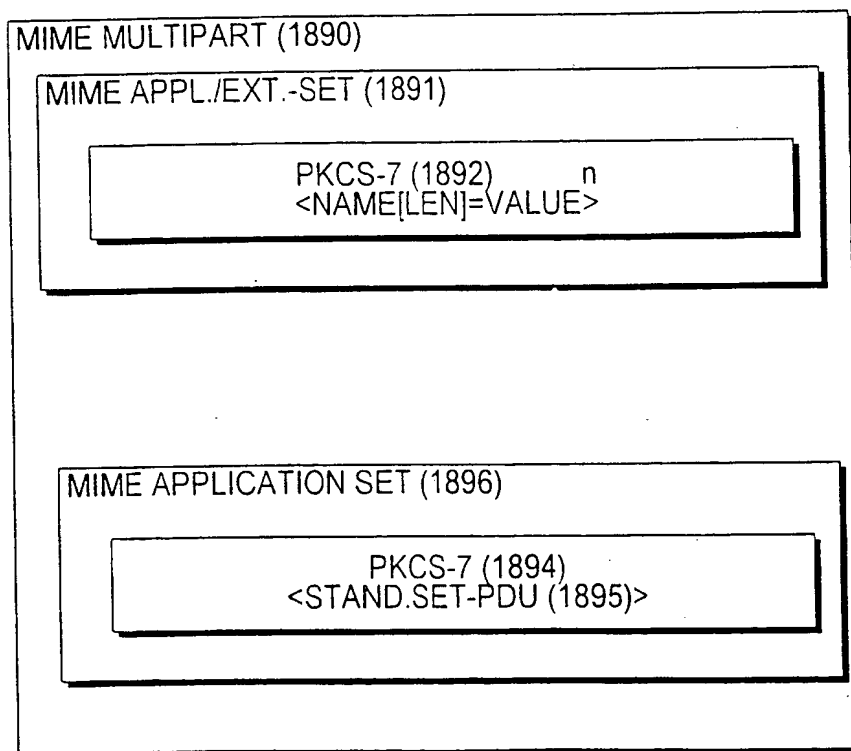 MIME MULTIPART (1890)
MIME APPL./EXT.-SET (1891)
PKCS-7 (1892) n
<NAME[LEN]=VALUE>
MIME APPLICATION SET (1896)
PKCS-7 (1894)
<STAND.SET-PDU (1895)>